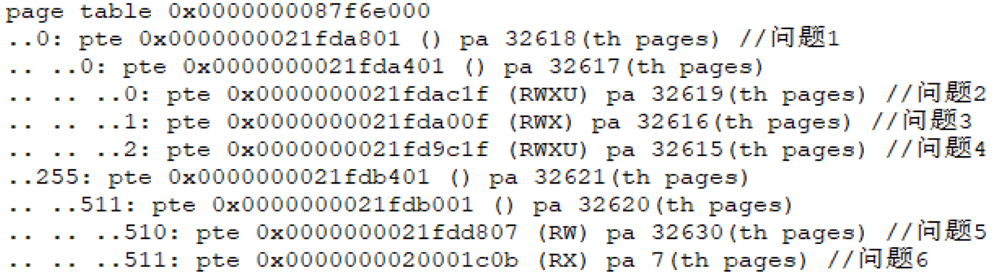 page table 0x0000000087f6e000
..0: pte 0x0000000021fda801 () pa 32618(th pages) //问题1
.. ..0: pte 0x0000000021fda401 () pa 32617(th pages)
.. .. ..0: pte 0x0000000021fdac1f (RWXU) pa 32619(th pages) //问题2
.. .. ..1: pte 0x0000000021fda00f (RWX) pa 32616(th pages) //问题3
.. .. ..2: pte 0x0000000021fd9c1f (RWXU) pa 32615(th pages) //问题4
..255: pte 0x0000000021fdb401 () pa 32621(th pages)
.. ..511: pte 0x0000000021fdb001 () pa 32620(th pages)
.. .. ..510: pte 0x0000000021fdd807 (RW) pa 32630(th pages) //问题5
.. .. ..511: pte 0x0000000020001c0b (RX) pa 7(th pages) //问题6